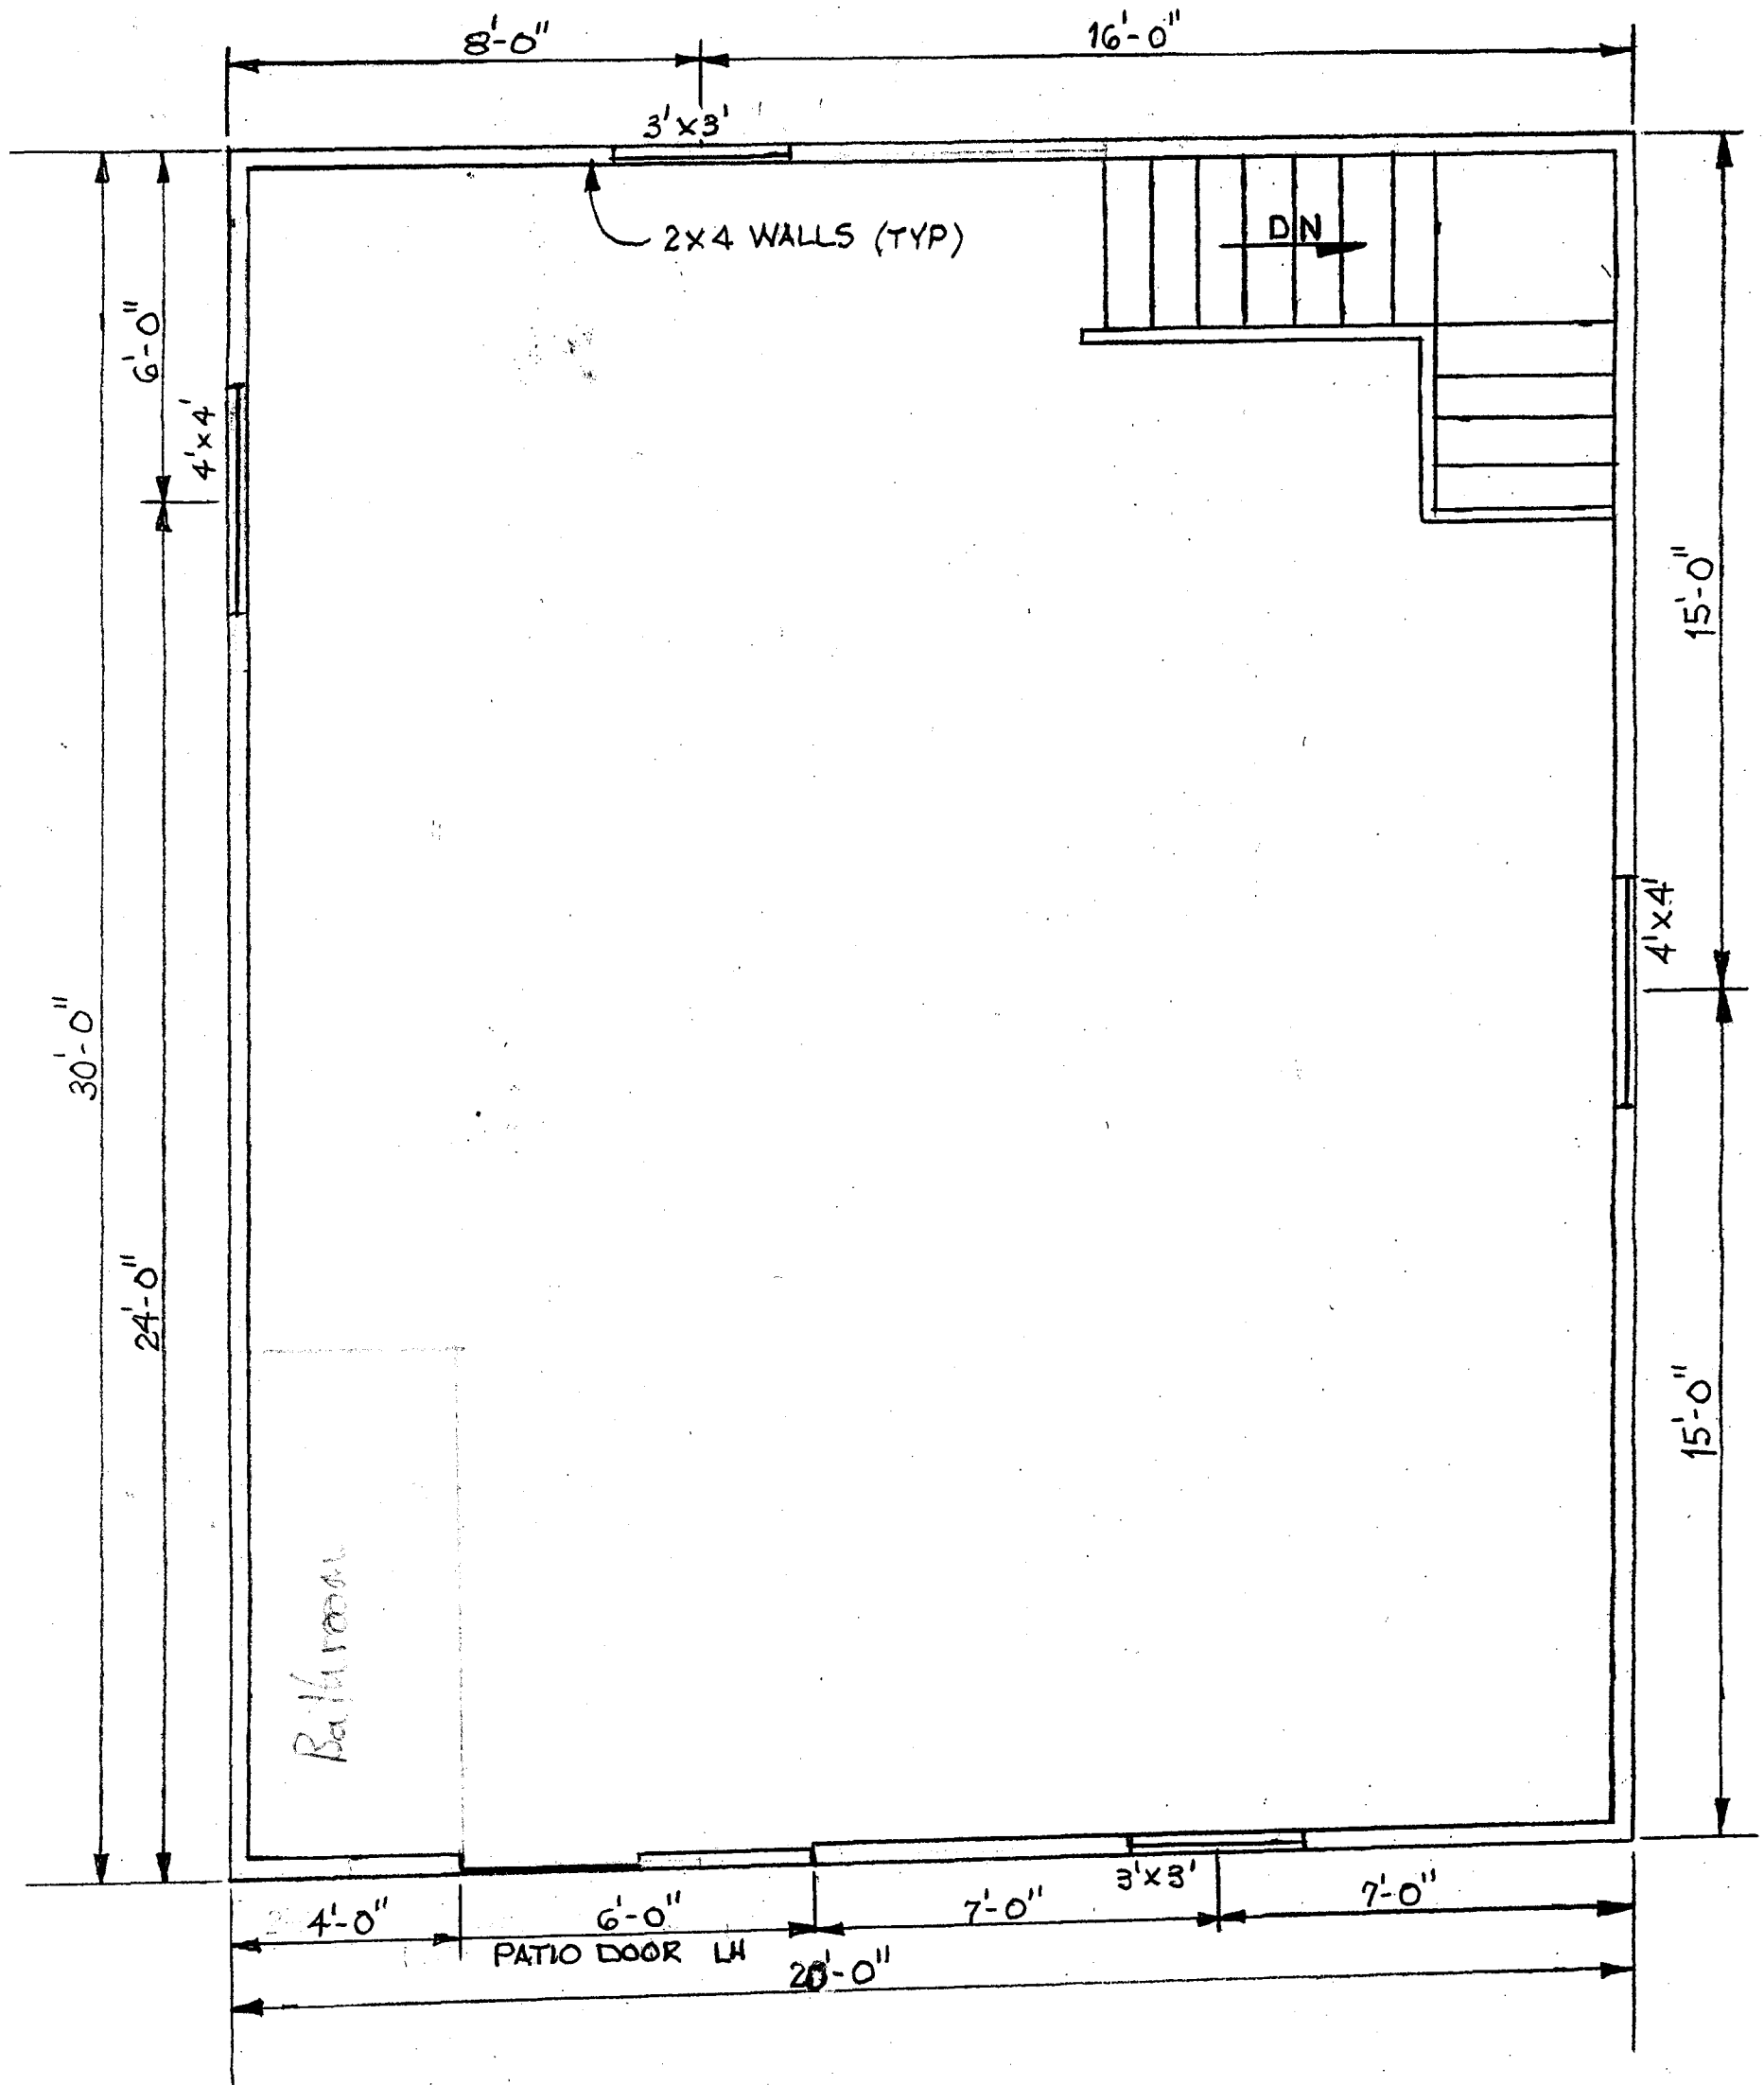 8'-0"
16'-0"
3'x3'
2x4 WALLS (TYP)
DN
6'-0"
4'x4'
15'-0"
4'x4'
30'-0"
24'-0"
15'-0"
Bathroom
3'x3'
4'-0"
6'-0"
7'-0"
7'-0"
PATIO DOOR LH